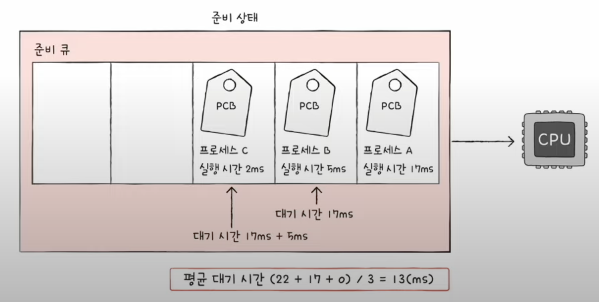 준비 상태
준비 큐
PCB
PCB
PCB
프로세스 C
실행 시간 2ms
프로세스 B
실행 시간 5ms
프로세스 A
실행 시간 17ms
CPU
대기 시간 17ms
대기 시간 17ms + 5ms
평균 대기 시간 (22 + 17 + 0) / 3 = 13(ms)